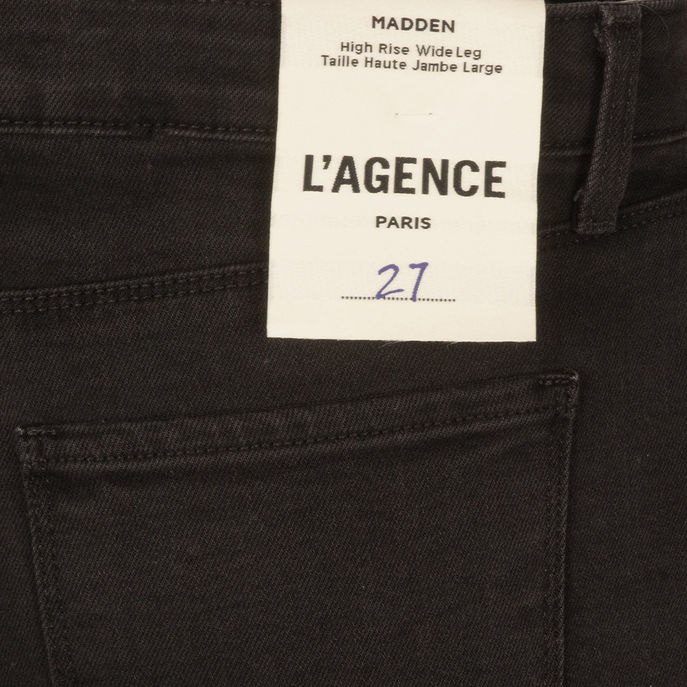 MADDEN
High Rise Wide Leg
Taille Haute Jambe Large
L'AGENCE
PARIS
27